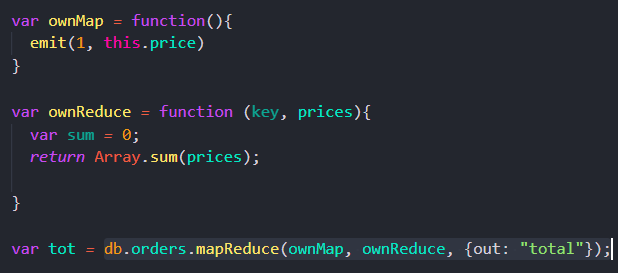 var ownMap = function(){
  emit(1, this.price)
}
var ownReduce = function (key, prices){
  var sum = 0;
  return Array.sum(prices);
}
var tot = db.orders.mapReduce(ownMap, ownReduce, {out: "total"});